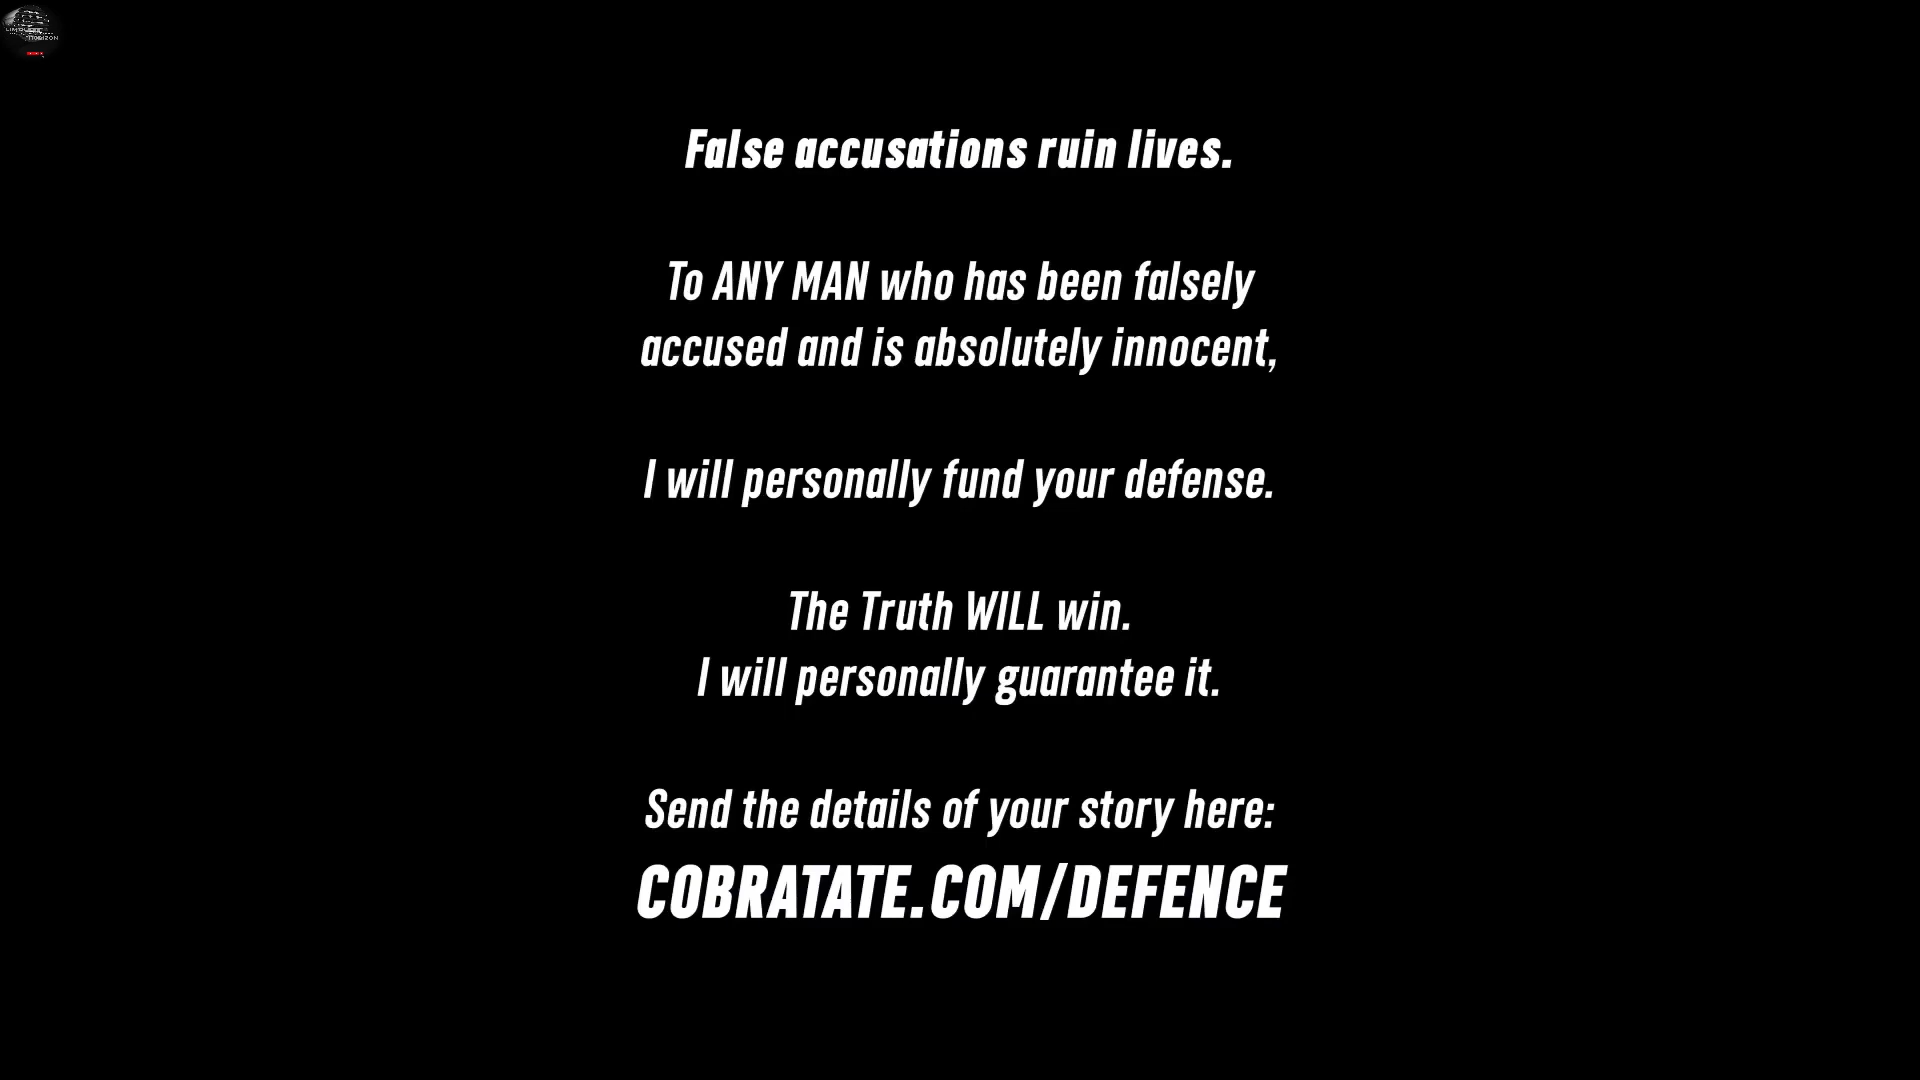 False accusations ruin lives.
To ANY MAN who has been falsely
accused and is absolutely innocent,
I will personally fund your defense.
The Truth WILL win.
I will personally guarantee it.
Send the details of your story here:
COBRATATE.COM/DEFENCE